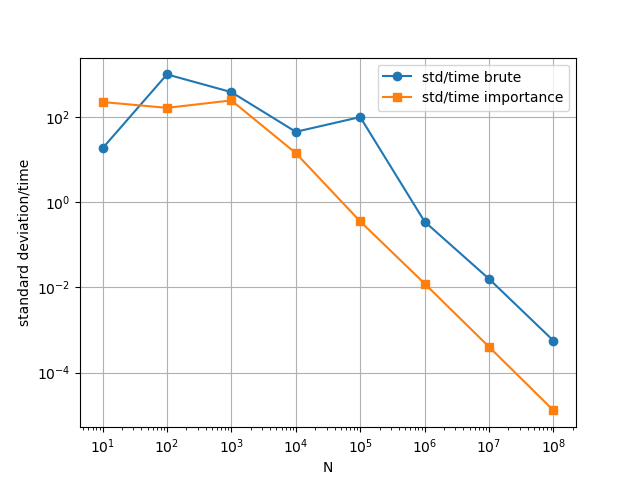 std/time brute
std/time importance
10²
10⁰
10⁻²
10⁻⁴
standard deviation/time
10¹ 10² 10³ 10⁴ 10⁵ 10⁶ 10⁷ 10⁸
N